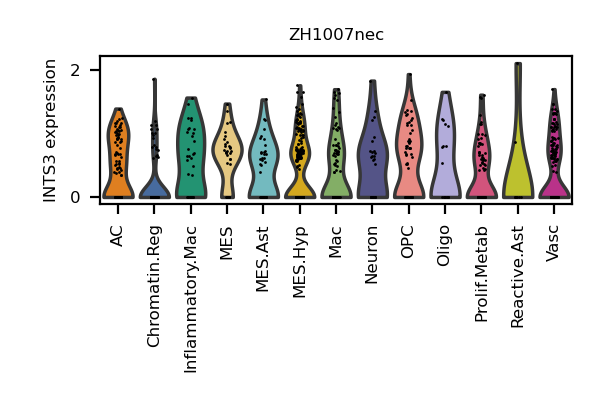 ZH1007nec
INTS3 expression
2
0
AC
Chromatin.Reg
Inflammatory.Mac
MES
MES.Ast
MES.Hyp
Mac
Neuron
OPC
Oligo
Prolif.Metab
Reactive.Ast
Vasc